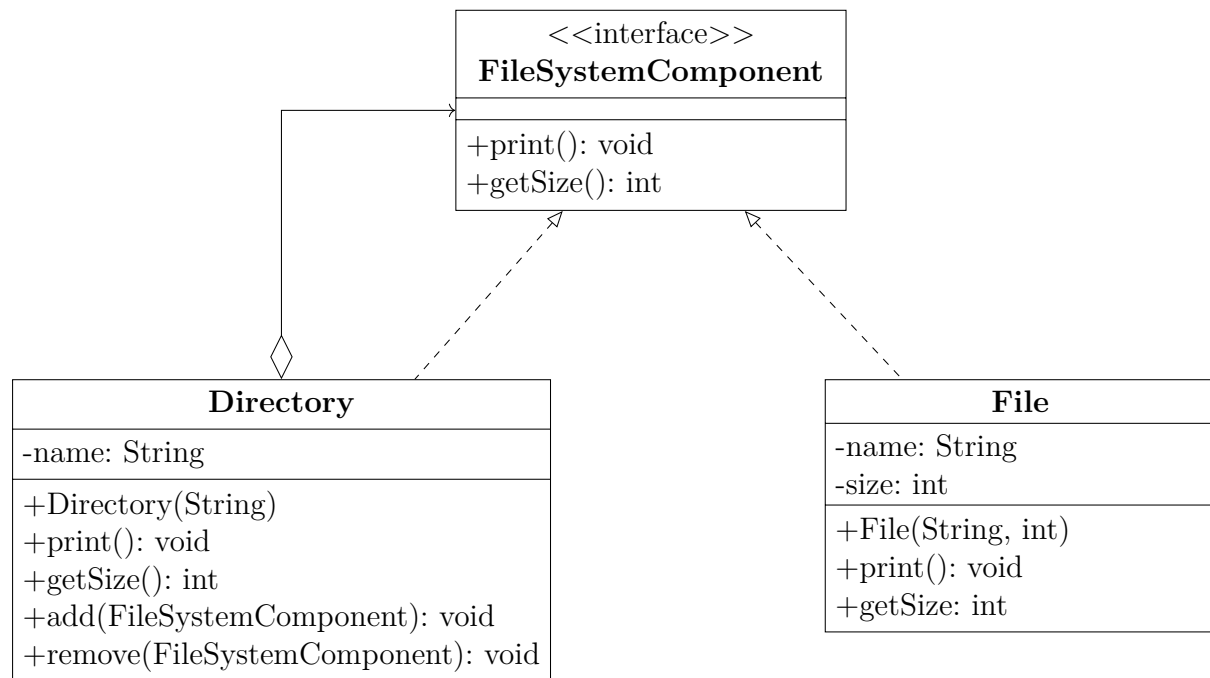 <<interface>>
FileSystemComponent
+print(): void
+getSize(): int
Directory
-name: String
+Directory(String)
+print(): void
+getSize(): int
+add(FileSystemComponent): void
+remove(FileSystemComponent): void
File
-name: String
-size: int
+File(String, int)
+print(): void
+getSize: int